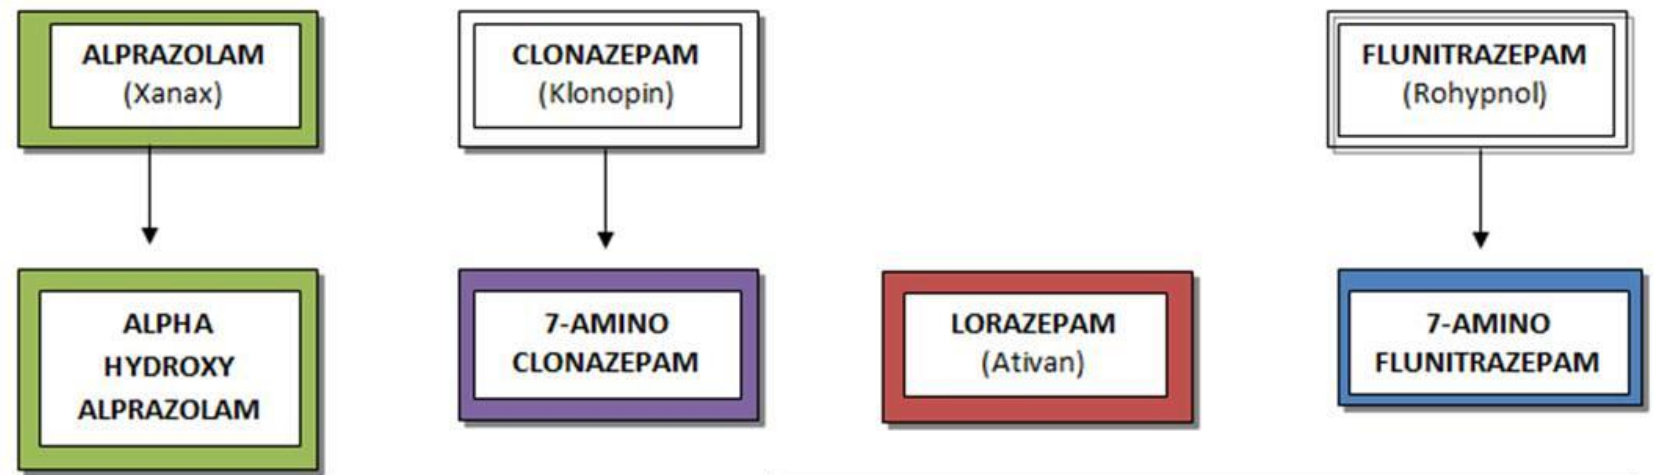 ALPRAZOLAM
(Xanax)
CLONAZEPAM
(Klonopin)
FLUNITRAZEPAM
(Rohypnol)
ALPHA
HYDROXY
ALPRAZOLAM
7-AMINO
CLONAZEPAM
LORAZEPAM
(Ativan)
7-AMINO
FLUNITRAZEPAM